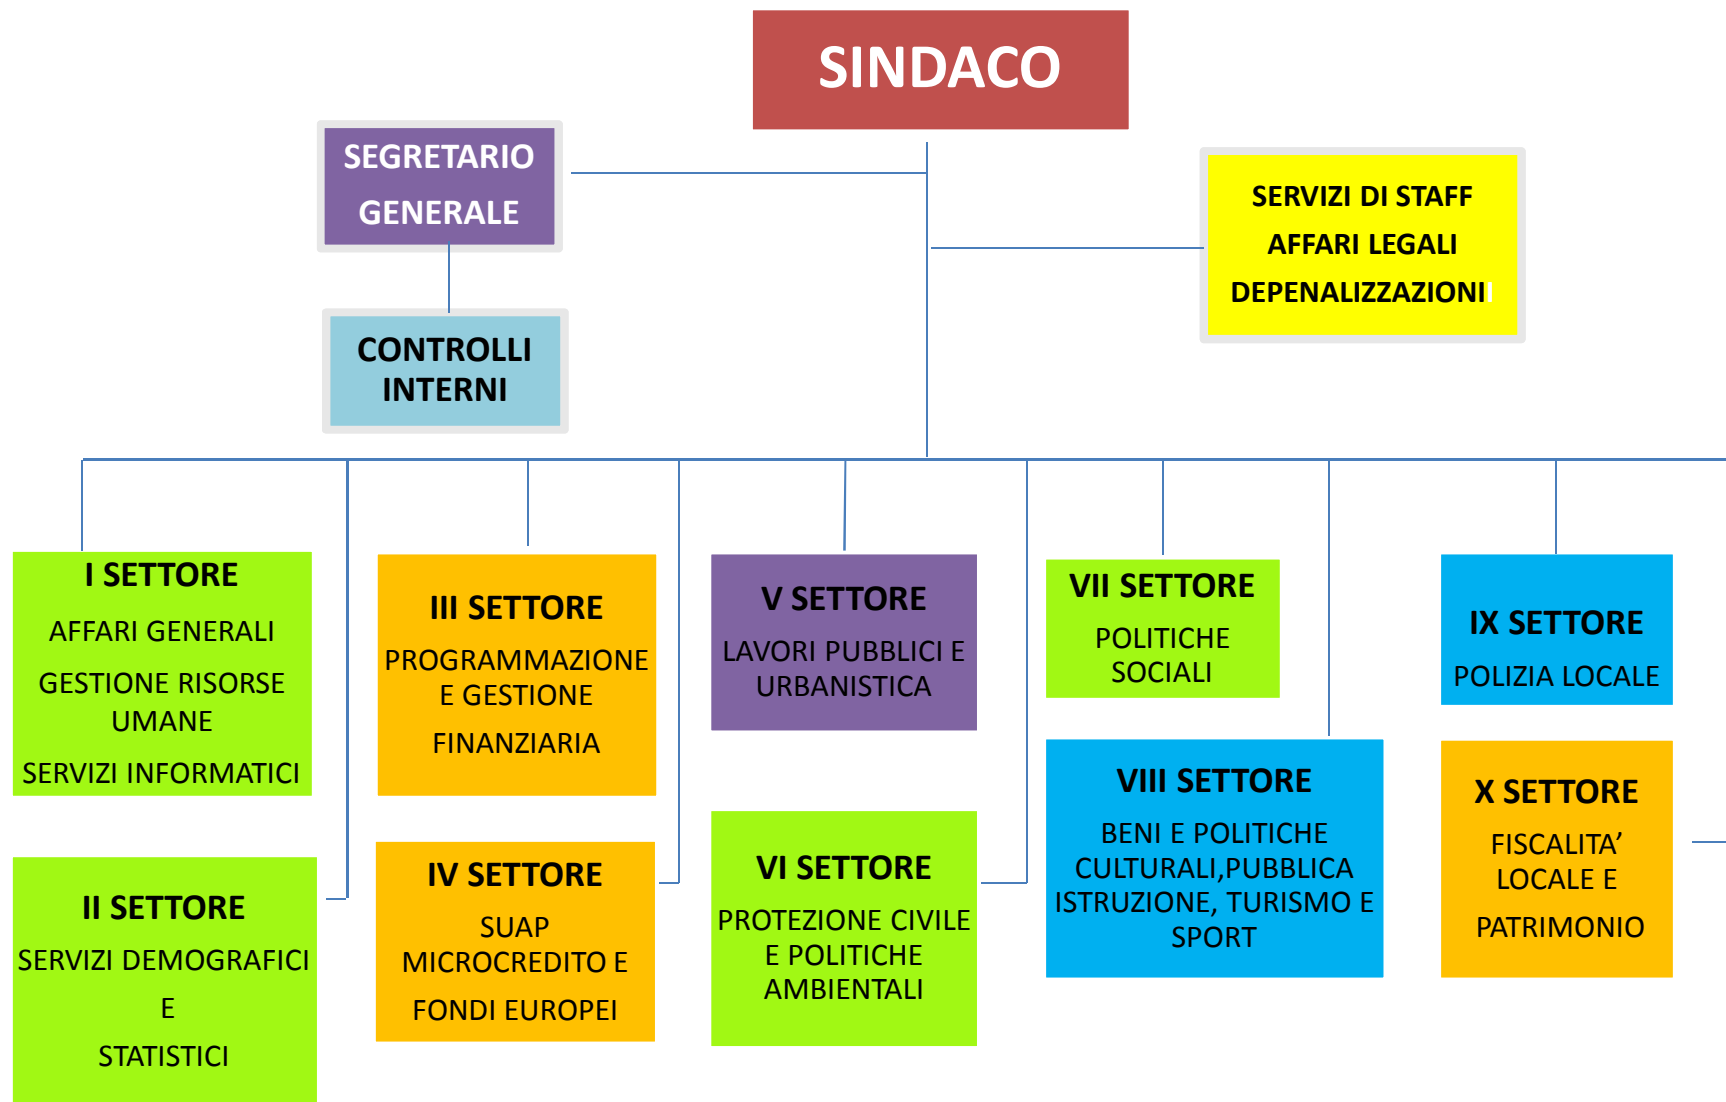 SINDACO
SEGRETARIO
GENERALE
SERVIZI DI STAFF
AFFARI LEGALI
DEPENALIZZAZIONII
CONTROLLI
INTERNI
I SETTORE
AFFARI GENERALI
GESTIONE RISORSE
UMANE
SERVIZI INFORMATICI
II SETTORE
SERVIZI DEMOGRAFICI
E
STATISTICI
III SETTORE
PROGRAMMAZIONE
E GESTIONE
FINANZIARIA
IV SETTORE
SUAP
MICROCREDITO E
FONDI EUROPEI
V SETTORE
LAVORI PUBBLICI E
URBANISTICA
VI SETTORE
PROTEZIONE CIVILE
E POLITICHE
AMBIENTALI
VII SETTORE
POLITICHE
SOCIALI
VIII SETTORE
BENI E POLITICHE
CULTURALI,PUBBLICA
ISTRUZIONE, TURISMO E
SPORT
IX SETTORE
POLIZIA LOCALE
X SETTORE
FISCALITA’
LOCALE E
PATRIMONIO